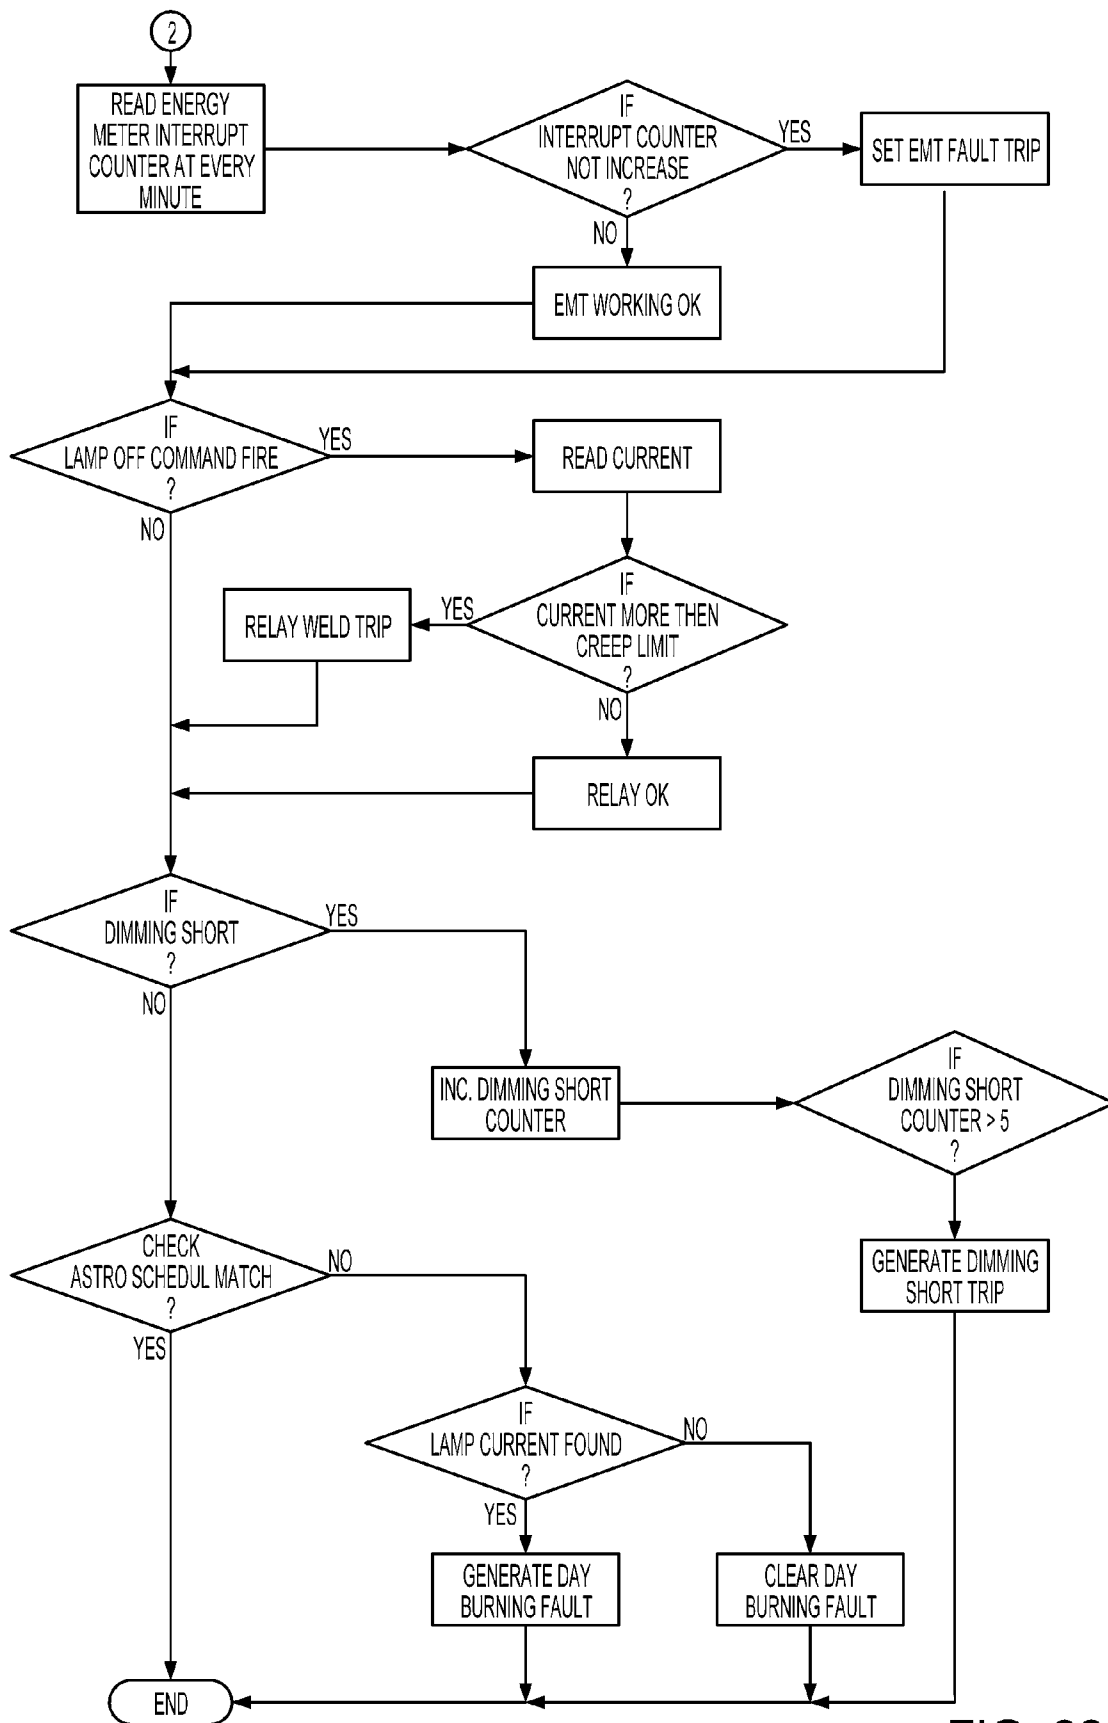 2
READ ENERGY
METER INTERRUPT
COUNTER AT EVERY
MINUTE
IF
INTERRUPT COUNTER
NOT INCREASE
?
YES
SET EMT FAULT TRIP
NO
EMT WORKING OK
IF
LAMP OFF COMMAND FIRE
?
YES
READ CURRENT
NO
IF
CURRENT MORE THEN
CREEP LIMIT
?
YES
RELAY WELD TRIP
NO
RELAY OK
IF
DIMMING SHORT
?
YES
NO
INC. DIMMING SHORT
COUNTER
IF
DIMMING SHORT
COUNTER > 5
?
GENERATE DIMMING
SHORT TRIP
CHECK
ASTRO SCHEDUL MATCH
?
NO
YES
IF
LAMP CURRENT FOUND
?
NO
YES
GENERATE DAY
BURNING FAULT
CLEAR DAY
BURNING FAULT
END